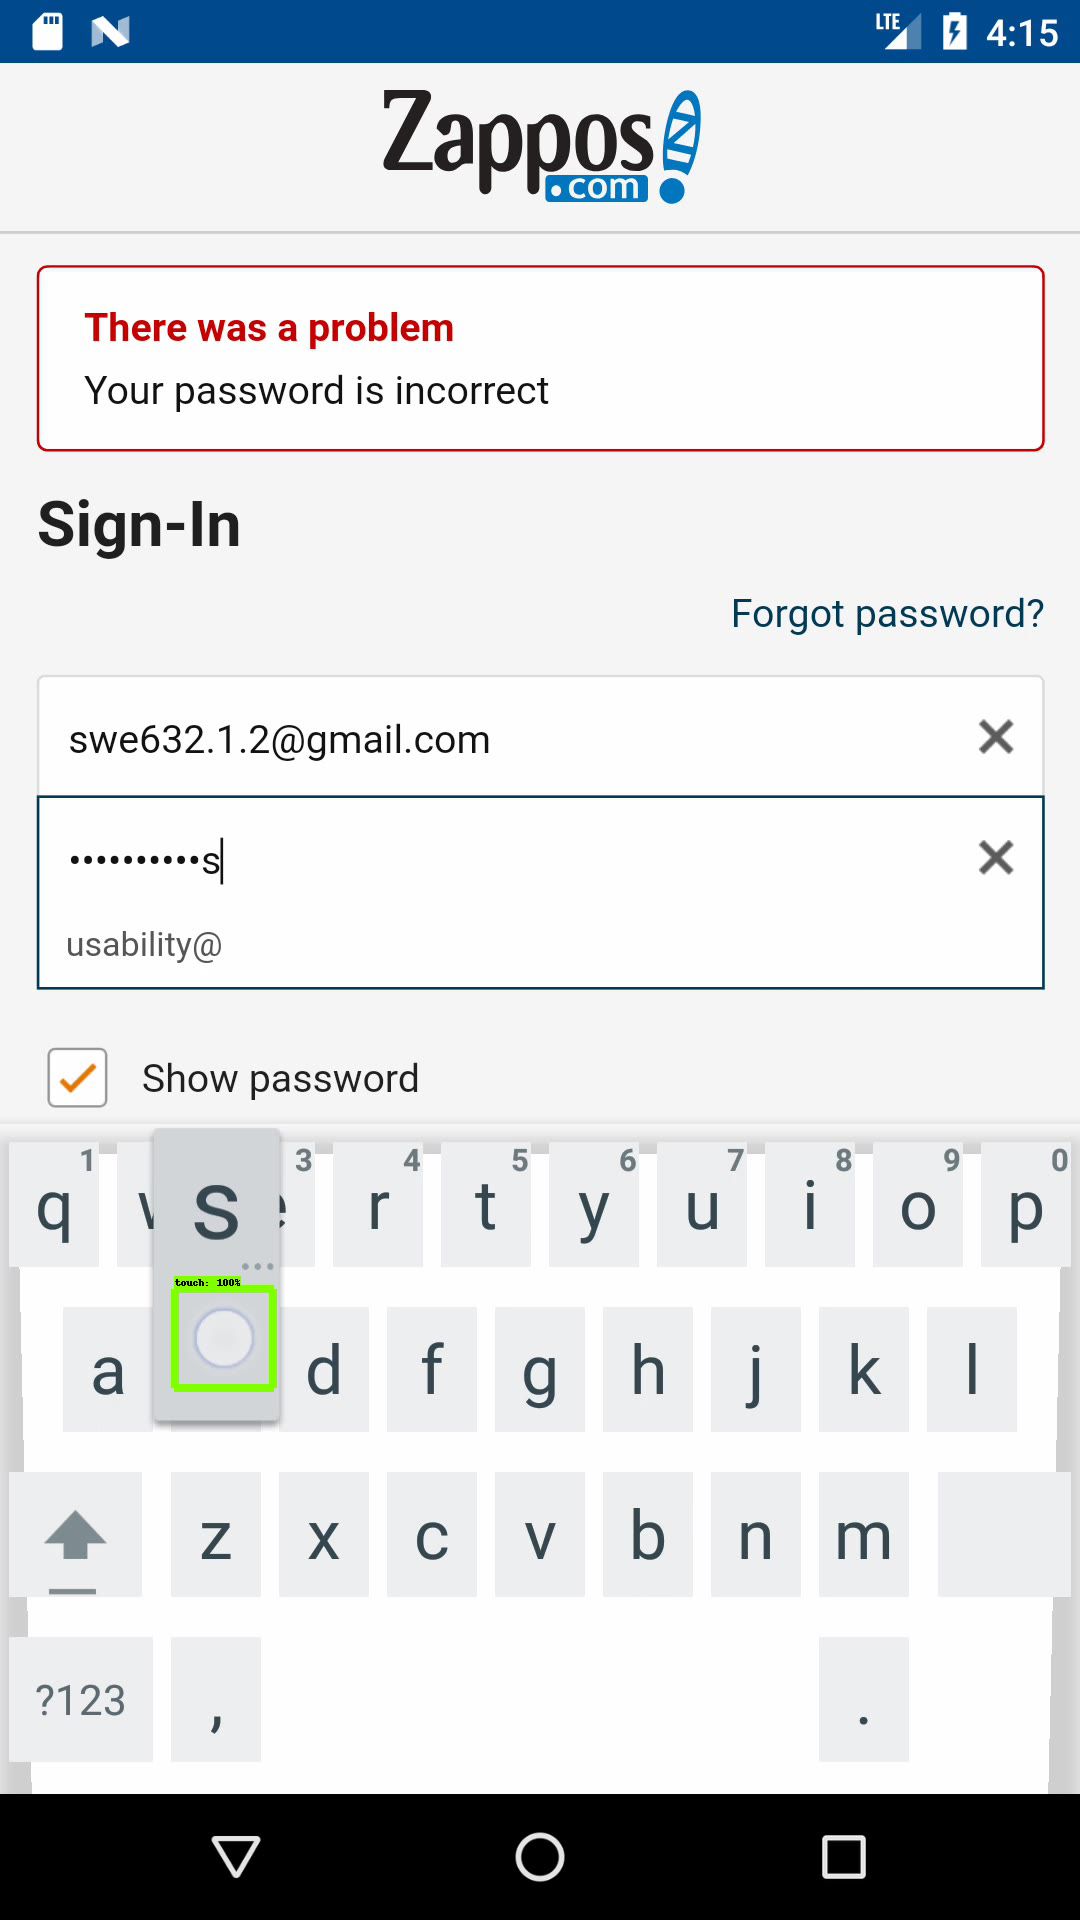 LTE 4:15
Zappos
.com
There was a problem
Your password is incorrect
Sign-In
Forgot password?
swe632.1.2@gmail.com
••••••••••s
usability@
Show password
1 3 4 5 6 7 8 9 0
q w e r t y u i o p
s
touch: 100%
a d f g h j k l
z x c v b n m
?123 , .